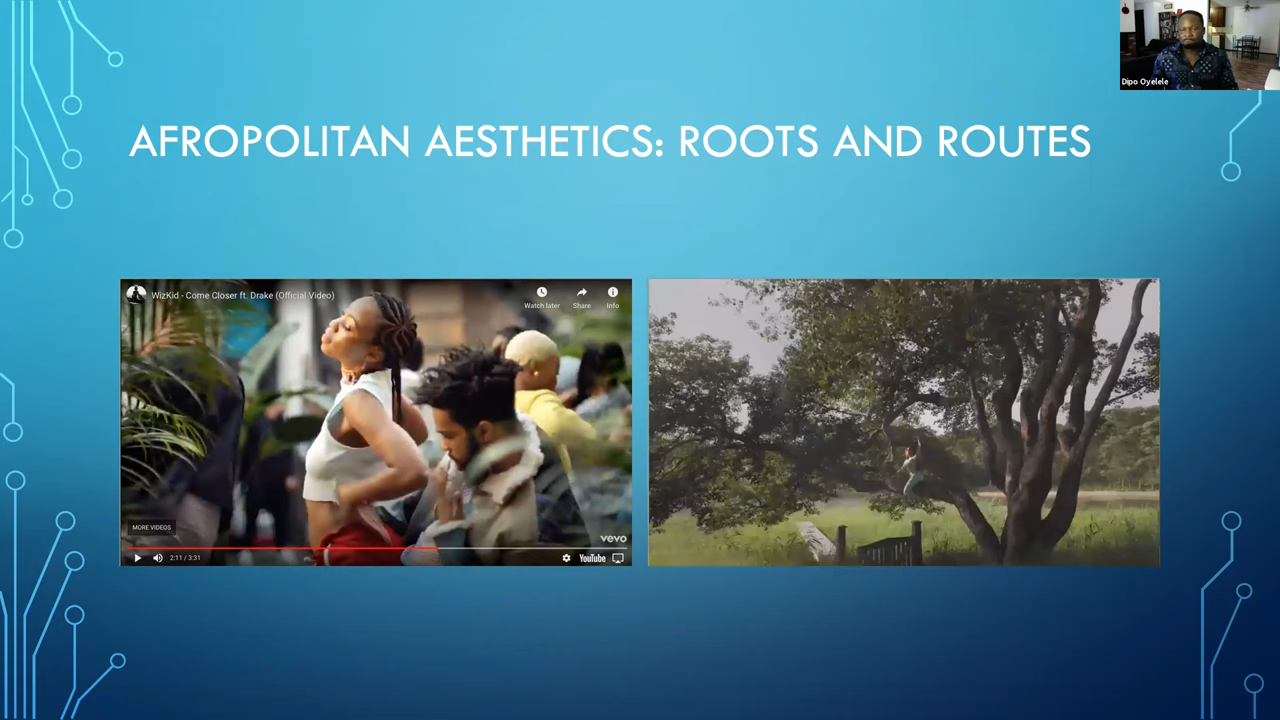 Dipo Oyelele
AFROPOLITAN AESTHETICS: ROOTS AND ROUTES
WizKid - Come Closer ft. Drake (Official Video)
Watch later
Share
Info
MORE VIDEOS
vevo
2:11 / 3:31
YouTube